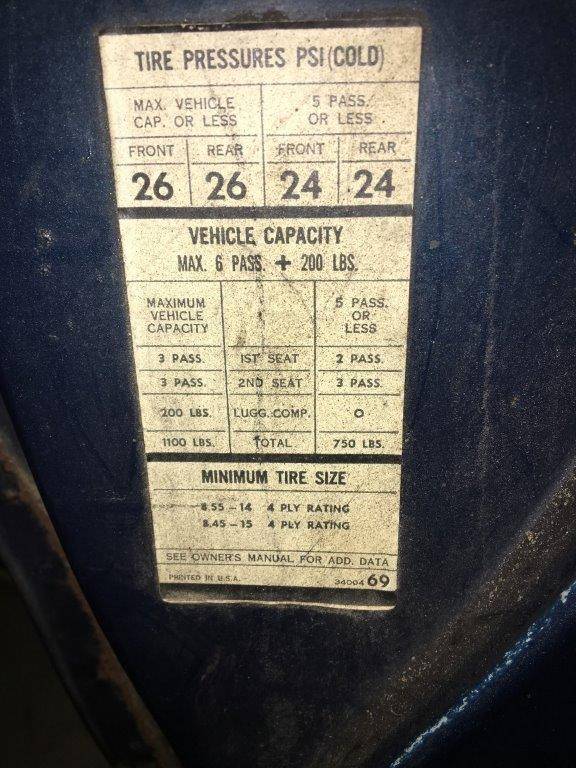 TIRE PRESSURES PSI (COLD)
MAX. VEHICLE CAP. OR LESS
5 PASS. OR LESS
FRONT REAR FRONT REAR
26 26 24 24
VEHICLE CAPACITY
MAX. 6 PASS. + 200 LBS.
MAXIMUM VEHICLE CAPACITY
5 PASS. OR LESS
3 PASS. 1ST SEAT 2 PASS.
3 PASS. 2ND SEAT 3 PASS.
200 LBS. LUGG. COMP. 0
1100 LBS. TOTAL 750 LBS.
MINIMUM TIRE SIZE
8.55-14 4 PLY RATING
8.45-15 4 PLY RATING
SEE OWNER'S MANUAL FOR ADD. DATA
PRINTED IN U.S.A. 34004 69